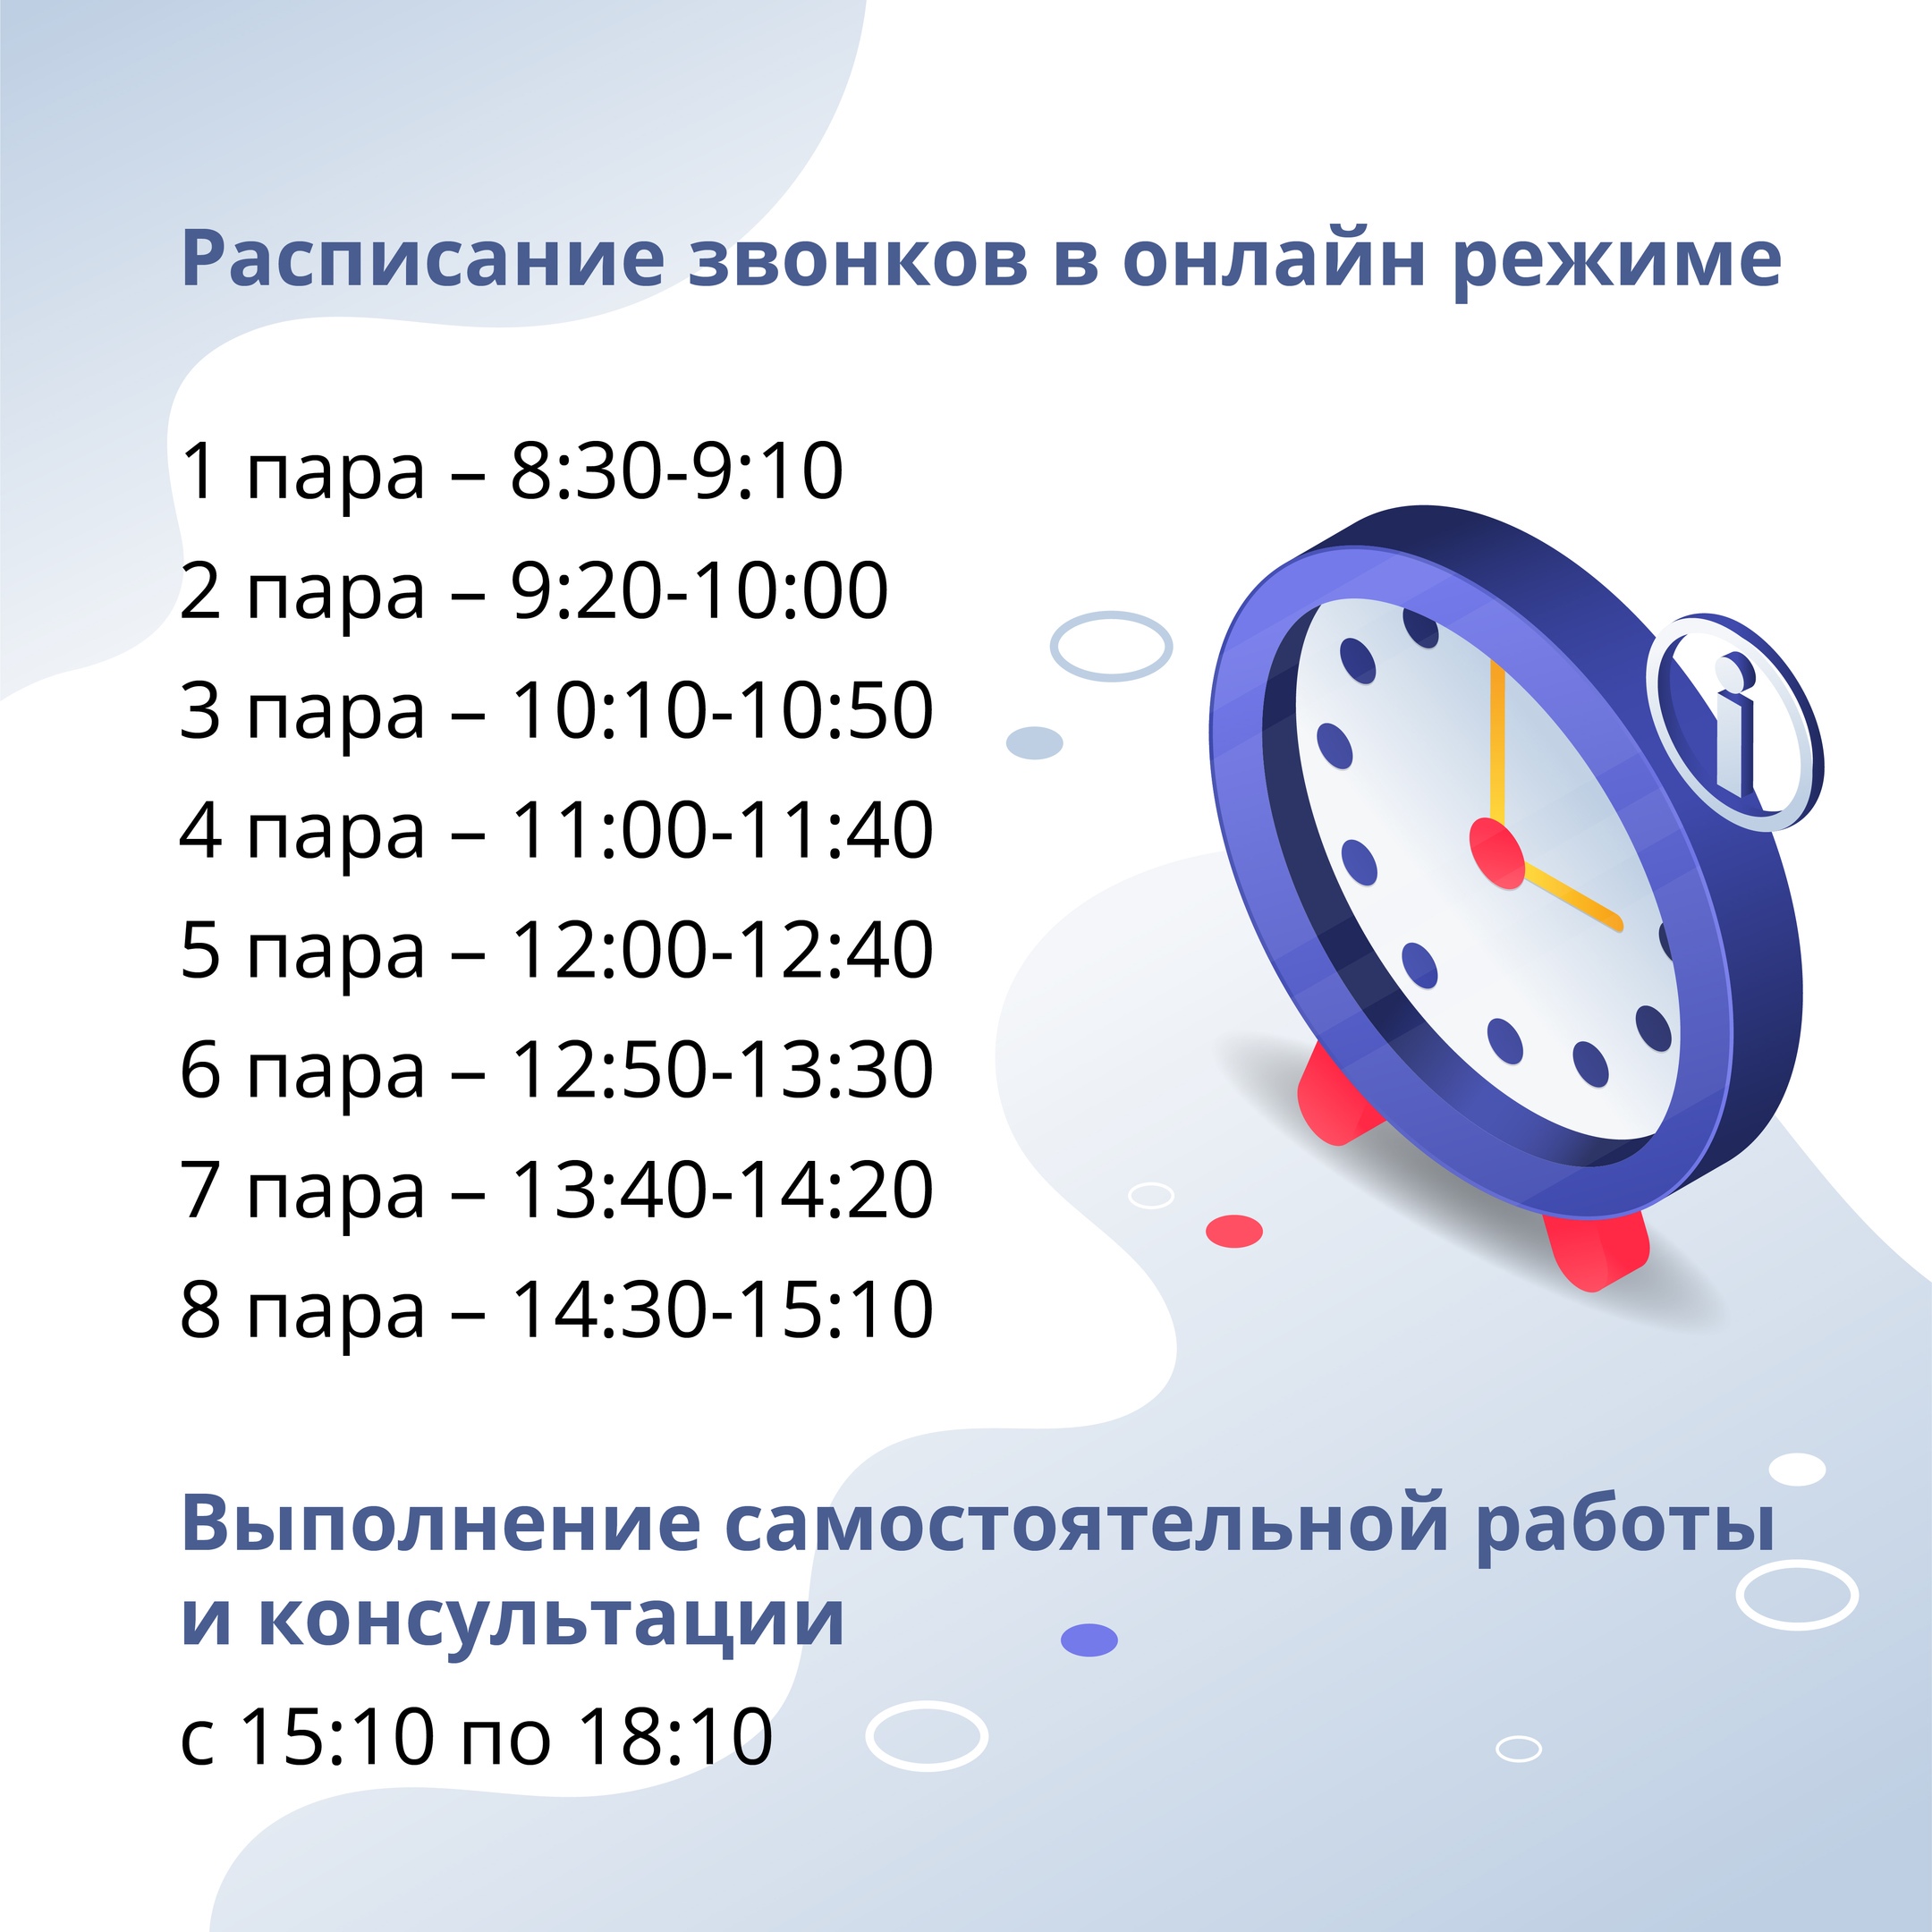 Расписание звонков в онлайн режиме
1 пара – 8:30-9:10
2 пара – 9:20-10:00
3 пара – 10:10-10:50
4 пара – 11:00-11:40
5 пара – 12:00-12:40
6 пара – 12:50-13:30
7 пара – 13:40-14:20
8 пара – 14:30-15:10
Выполнение самостоятельной работы
и консультации
с 15:10 по 18:10